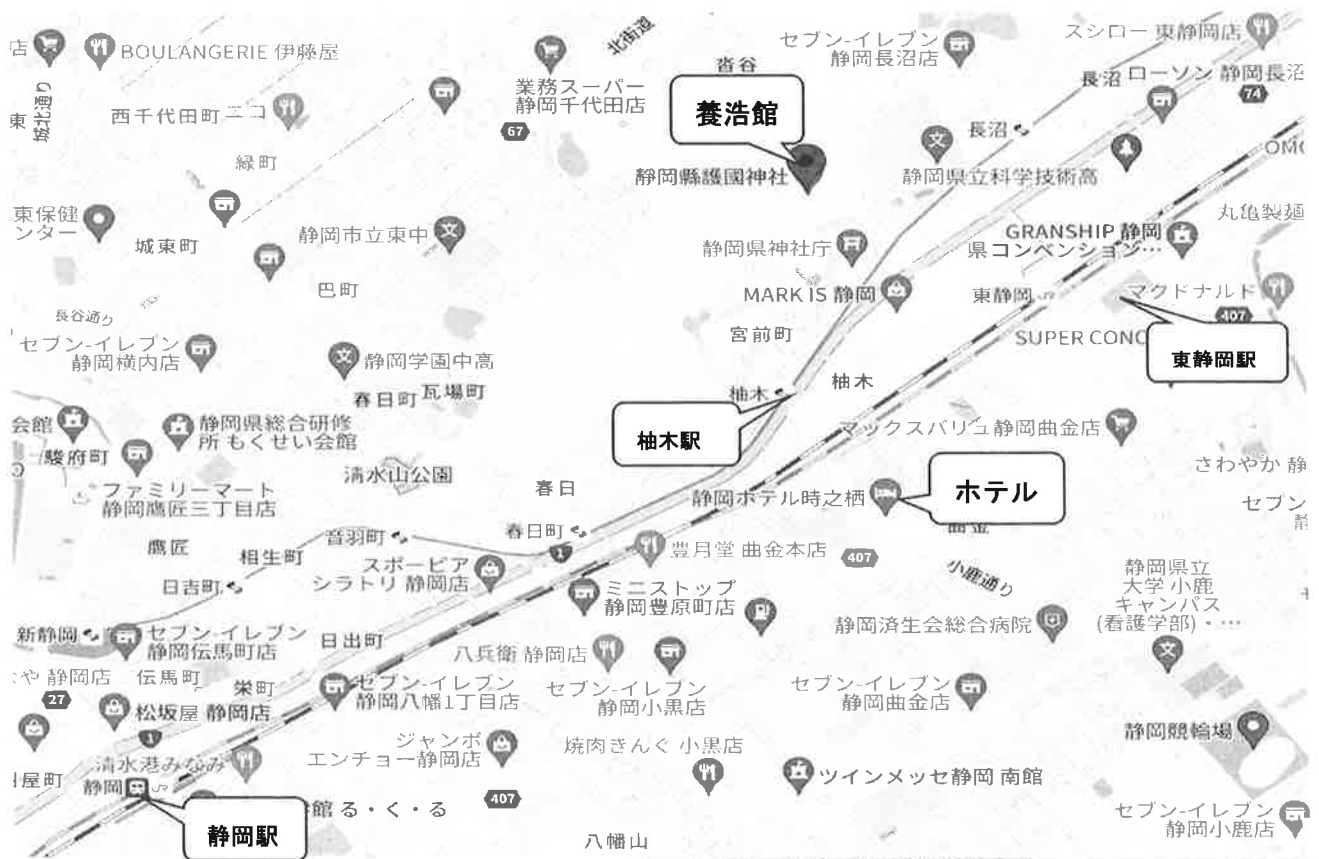 店
BOULANGERIE 伊藤屋
北街道
業務スーパー
静岡千代田店
沓谷
セブン-イレブン
静岡長沼店
スシロー 東静岡店
長沼
ローソン 静岡長沼
74
東
城北通り
西千代田町
ニコ
67
養浩館
長沼
緑町
静岡縣護國神社
静岡県立科学技術高
OMO
東保健
ンター
城東町
静岡市立東中
静岡県神社庁
GRANSHIP 静岡
県コンベンション…
丸亀製麺
巴町
MARK IS 静岡
東静岡
マクドナルド
407
長谷通り
セブン-イレブン
静岡横内店
静岡学園中高
宮前町
SUPER CONC
東静岡駅
春日町
瓦場町
柚木
柚木
柚木駅
会館
静岡県総合研修
所 もくせい会館
マックスバリュ静岡曲金店
駿府町
清水山公園
さわやか 静
ファミリーマート
静岡鷹匠三丁目店
春日
静岡ホテル時之栖
ホテル
セブン
静
曲金
鷹匠
相生町
音羽町
春日町
1
豊月堂 曲金本店
407
日吉町
スポーピア
シラトリ 静岡店
ミニストップ
静岡豊原町店
小鹿通り
静岡県立
大学 小鹿
キャンパス
(看護学部)・…
新静岡
セブン-イレブン
静岡伝馬町店
日出町
静岡済生会総合病院
や 静岡店
伝馬町
八兵衛 静岡店
27
栄町
セブン-イレブン
静岡八幡1丁目店
セブン-イレブン
静岡小黒店
セブン-イレブン
静岡曲金店
松坂屋 静岡店
1
静岡競輪場
ジャンボ
エンチョー静岡店
焼肉きんぐ 小黒店
清水港みなみ
屋町
静岡
ツインメッセ静岡 南館
館 る・く・る
407
静岡駅
セブン-イレブン
静岡小鹿店
八幡山